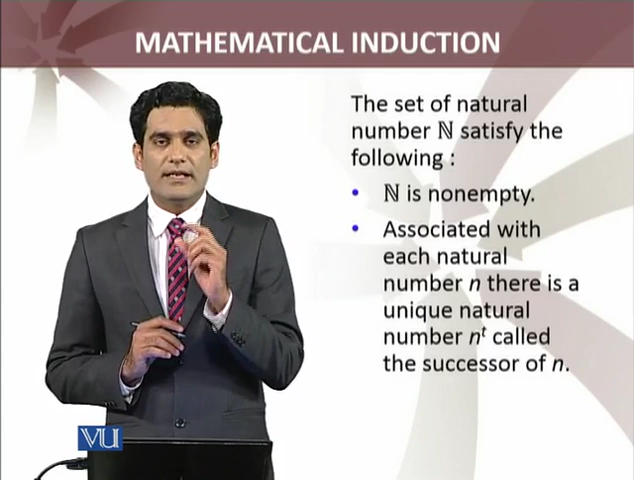 MATHEMATICAL INDUCTION
The set of natural
number ℕ satisfy the
following :
• ℕ is nonempty.
• Associated with
each natural
number n there is a
unique natural
number nᵗ called
the successor of n.
VU